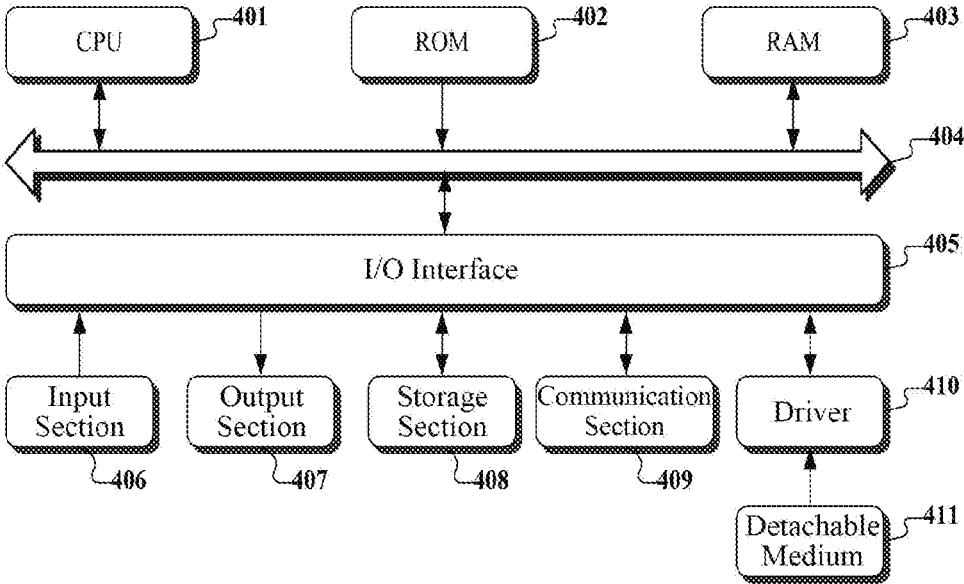 CPU
401
ROM
402
RAM
403
404
I/O Interface
405
Input
Section
406
Output
Section
407
Storage
Section
408
Communication
Section
409
Driver
410
Detachable
Medium
411